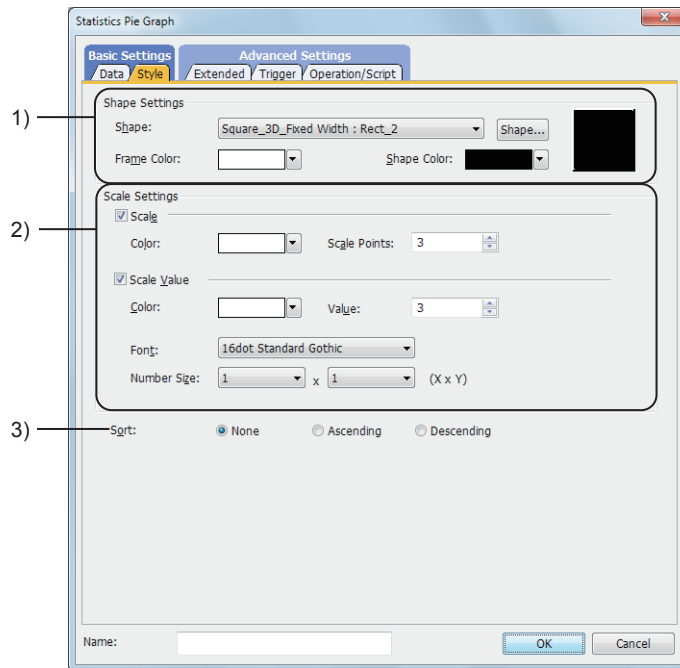 Statistics Pie Graph
x
Basic Settings Advanced Settings
Data Style Extended Trigger Operation/Script
1)
Shape Settings
Shape: Square_3D_Fixed Width : Rect_2 Shape...
Frame Color: Shape Color:
2)
Scale Settings
Scale
Color: Scale Points: 3
Scale Value
Color: Value: 3
Font: 16dot Standard Gothic
Number Size: 1 x 1 (X x Y)
3)
Sort: None Ascending Descending
Name: OK Cancel